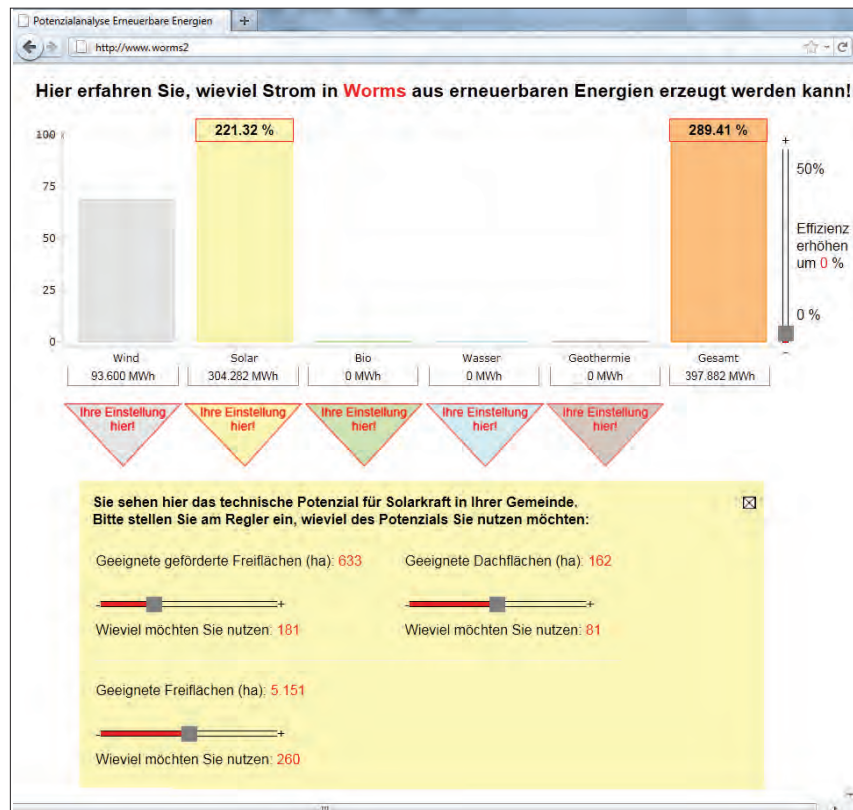 Potenzialanalyse Erneuerbare Energien
+
http://www.worms2
Hier erfahren Sie, wieviel Strom in Worms aus erneuerbaren Energien erzeugt werden kann!
100
75
50
25
0
221.32 %
289.41 %
+
50%
Effizienz
erhöhen
um 0 %
0 %
–
Wind Solar Bio Wasser Geothermie Gesamt
93.600 MWh 304.282 MWh 0 MWh 0 MWh 0 MWh 397.882 MWh
Ihre Einstellung Ihre Einstellung Ihre Einstellung Ihre Einstellung Ihre Einstellung
hier! hier! hier! hier! hier!
Sie sehen hier das technische Potenzial für Solarkraft in Ihrer Gemeinde.
Bitte stellen Sie am Regler ein, wieviel des Potenzials Sie nutzen möchten:
Geeignete geförderte Freiflächen (ha): 633
- +
Wieviel möchten Sie nutzen: 181
Geeignete Dachflächen (ha): 162
- +
Wieviel möchten Sie nutzen: 81
Geeignete Freiflächen (ha): 5.151
- +
Wieviel möchten Sie nutzen: 260